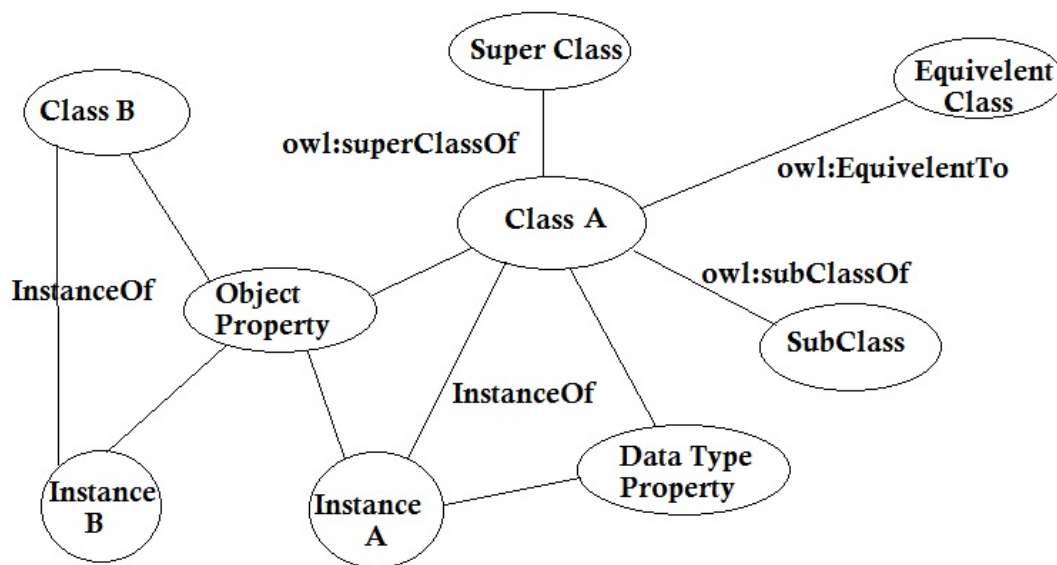 Super Class
Equivelent
Class
Class B
owl:superClassOf
owl:EquivelentTo
Class A
InstanceOf
owl:subClassOf
Object
Property
SubClass
InstanceOf
Data Type
Property
Instance
B
Instance
A